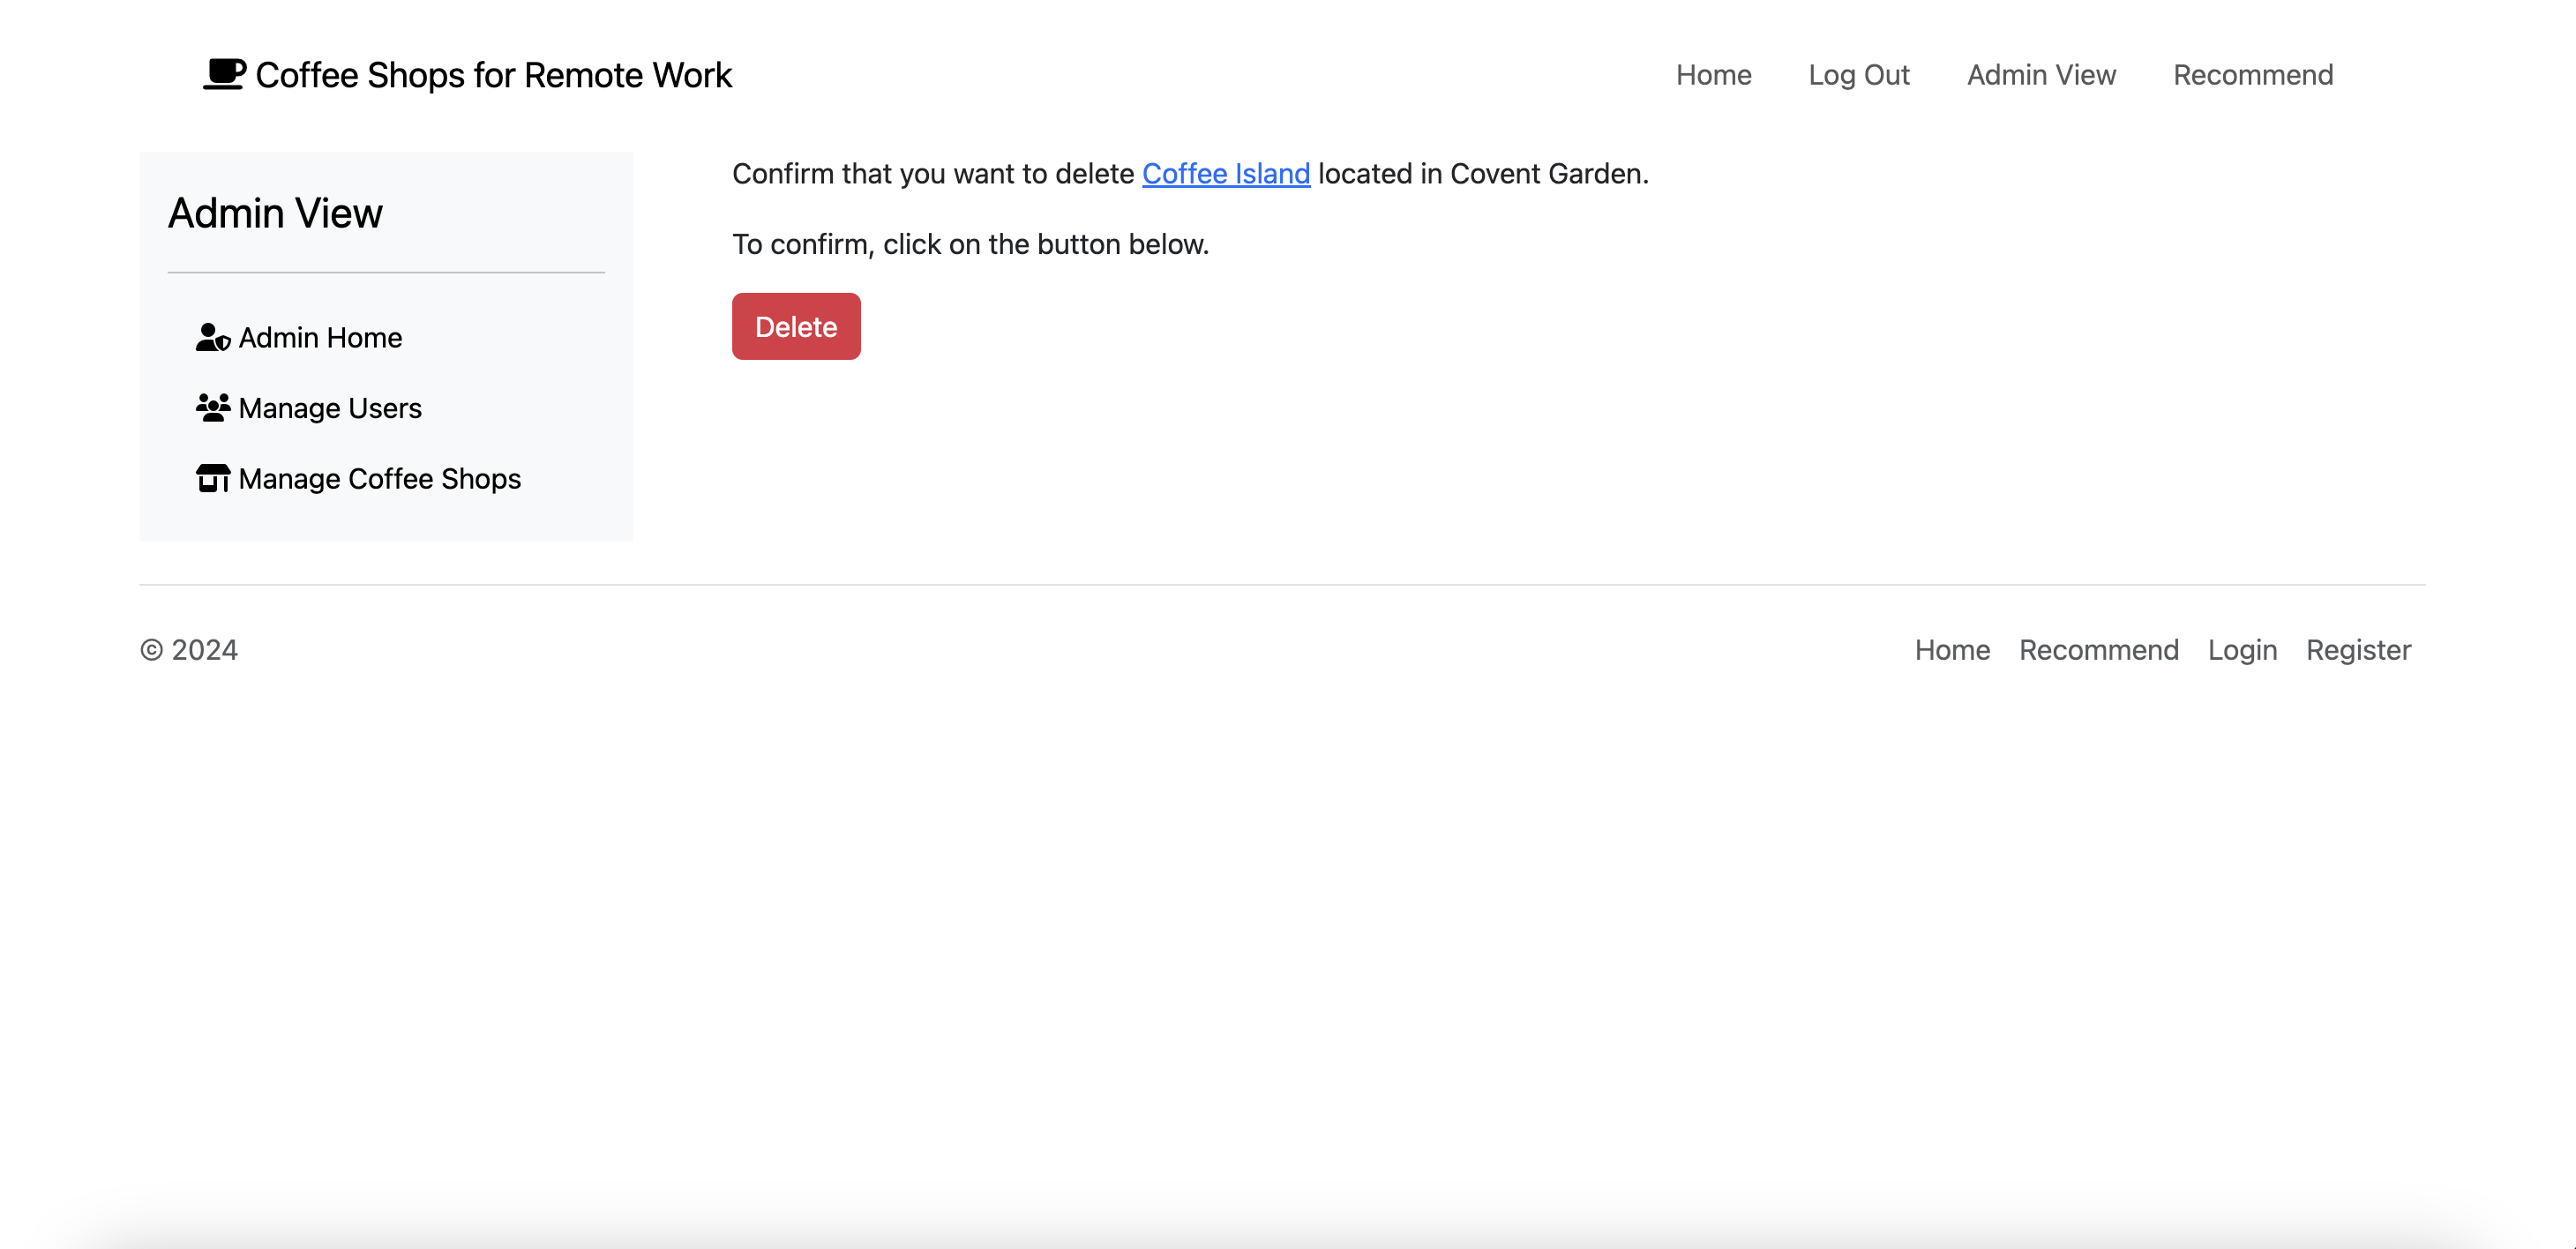 Coffee Shops for Remote Work
Home Log Out Admin View Recommend
Admin View
Admin Home
Manage Users
Manage Coffee Shops
Confirm that you want to delete Coffee Island located in Covent Garden.
To confirm, click on the button below.
Delete
© 2024
Home Recommend Login Register